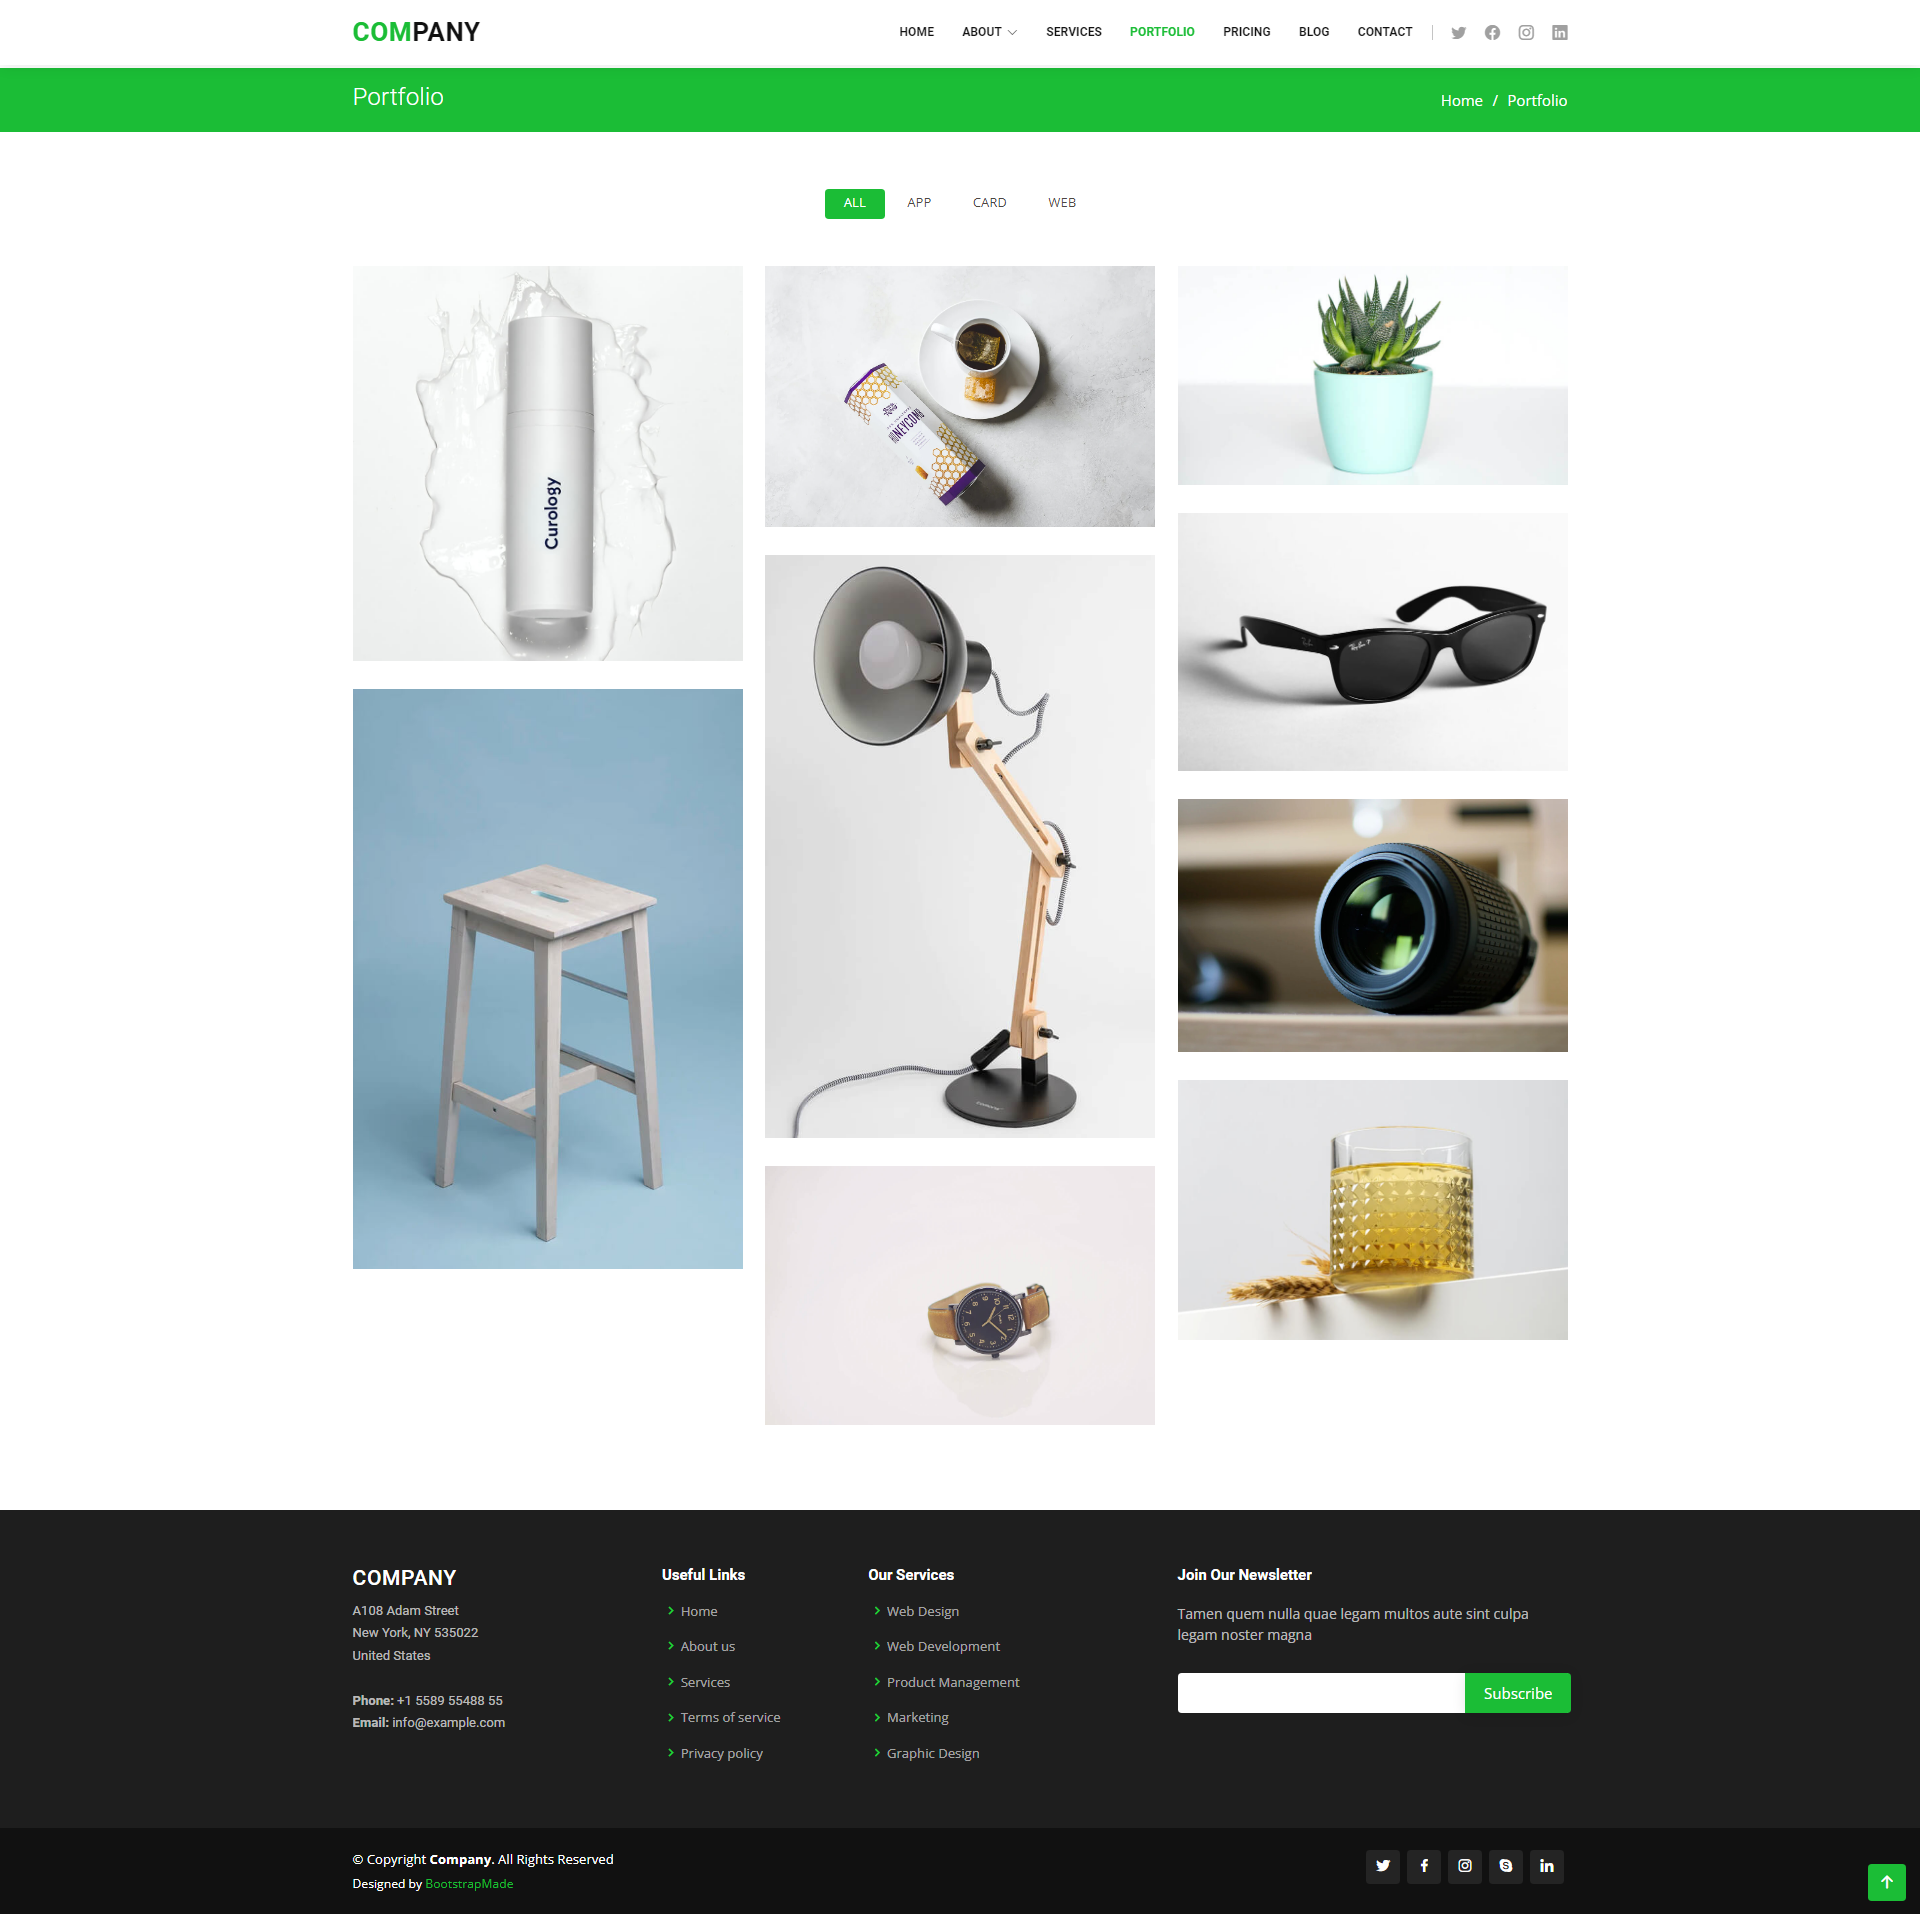 COMPANY
HOME ABOUT SERVICES PORTFOLIO PRICING BLOG CONTACT
Portfolio
Home / Portfolio
ALL APP CARD WEB
Curology
HONEYCOMB
Ray-Ban P
COMPANY
A108 Adam Street
New York, NY 535022
United States
Phone: +1 5589 55488 55
Email: info@example.com
Useful Links
Home
About us
Services
Terms of service
Privacy policy
Our Services
Web Design
Web Development
Product Management
Marketing
Graphic Design
Join Our Newsletter
Tamen quem nulla quae legam multos aute sint culpa
legam noster magna
Subscribe
© Copyright Company. All Rights Reserved
Designed by BootstrapMade